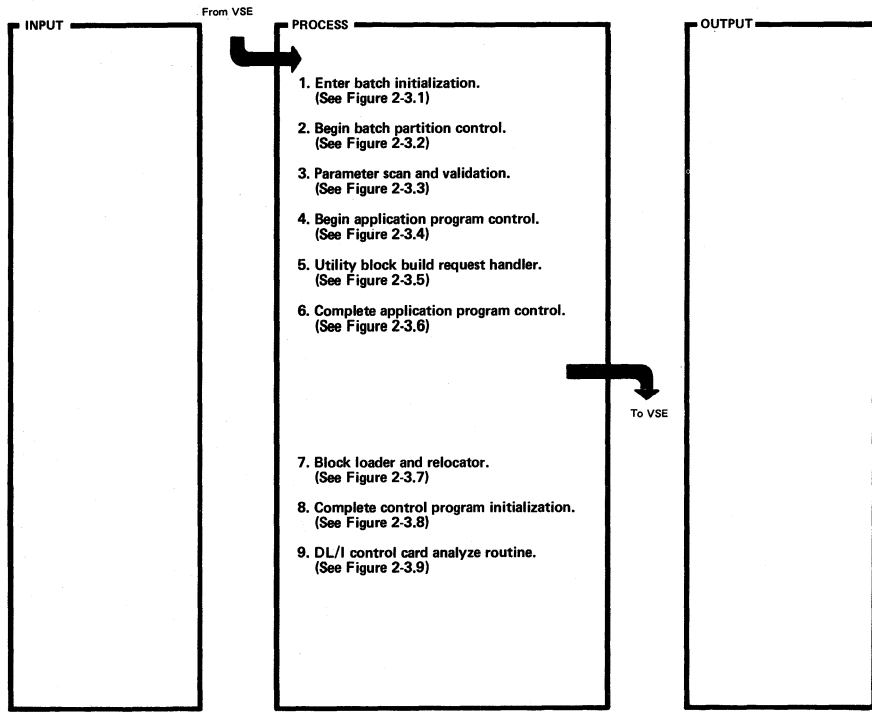 From VSE
INPUT
PROCESS
OUTPUT
1. Enter batch initialization.
(See Figure 2-3.1)
2. Begin batch partition control.
(See Figure 2-3.2)
3. Parameter scan and validation.
(See Figure 2-3.3)
4. Begin application program control.
(See Figure 2-3.4)
5. Utility block build request handler.
(See Figure 2-3.5)
6. Complete application program control.
(See Figure 2-3.6)
To VSE
7. Block loader and relocator.
(See Figure 2-3.7)
8. Complete control program initialization.
(See Figure 2-3.8)
9. DL/I control card analyze routine.
(See Figure 2-3.9)